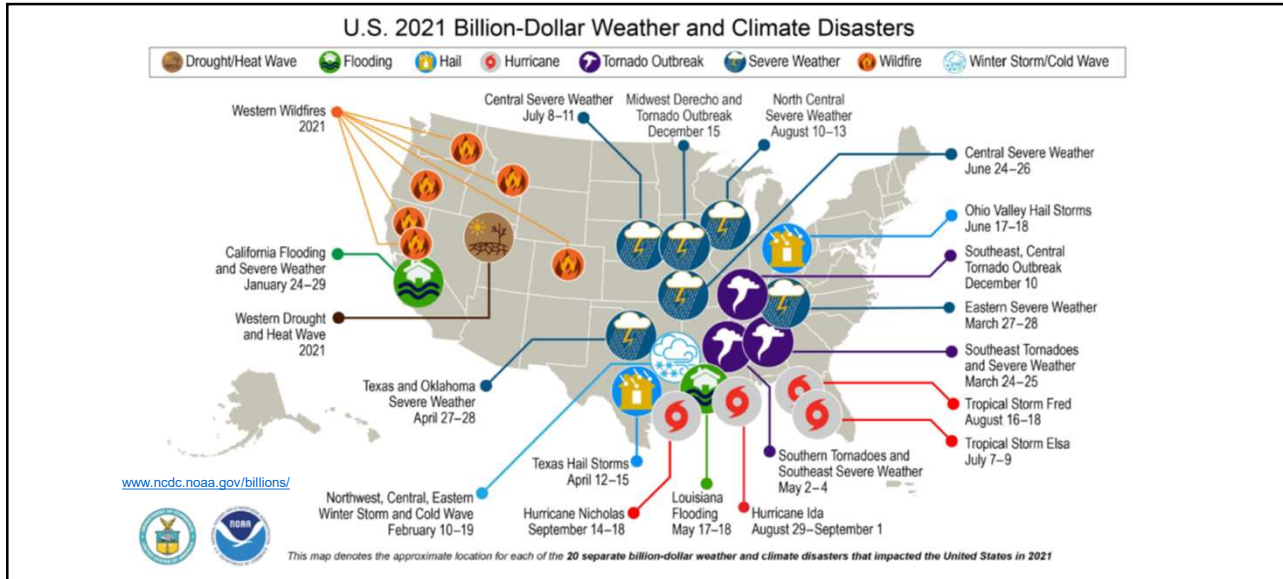 U.S. 2021 Billion-Dollar Weather and Climate Disasters
Drought/Heat Wave
Flooding
Hail
Hurricane
Tornado Outbreak
Severe Weather
Wildfire
Winter Storm/Cold Wave
Western Wildfires
2021
Central Severe Weather
July 8–11
Midwest Derecho and
Tornado Outbreak
December 15
North Central
Severe Weather
August 10–13
Central Severe Weather
June 24–26
Ohio Valley Hail Storms
June 17–18
California Flooding
and Severe Weather
January 24–29
Southeast, Central
Tornado Outbreak
December 10
Western Drought
and Heat Wave
2021
Eastern Severe Weather
March 27–28
Southeast Tornadoes
and Severe Weather
March 24–25
Texas and Oklahoma
Severe Weather
April 27–28
Tropical Storm Fred
August 16–18
Tropical Storm Elsa
July 7–9
Texas Hail Storms
April 12–15
Southern Tornadoes and
Southeast Severe Weather
May 2–4
www.ncdc.noaa.gov/billions/
Northwest, Central, Eastern
Winter Storm and Cold Wave
February 10–19
Hurricane Nicholas
September 14–18
Louisiana
Flooding
May 17–18
Hurricane Ida
August 29–September 1
NOAA
This map denotes the approximate location for each of the 20 separate billion-dollar weather and climate disasters that impacted the United States in 2021